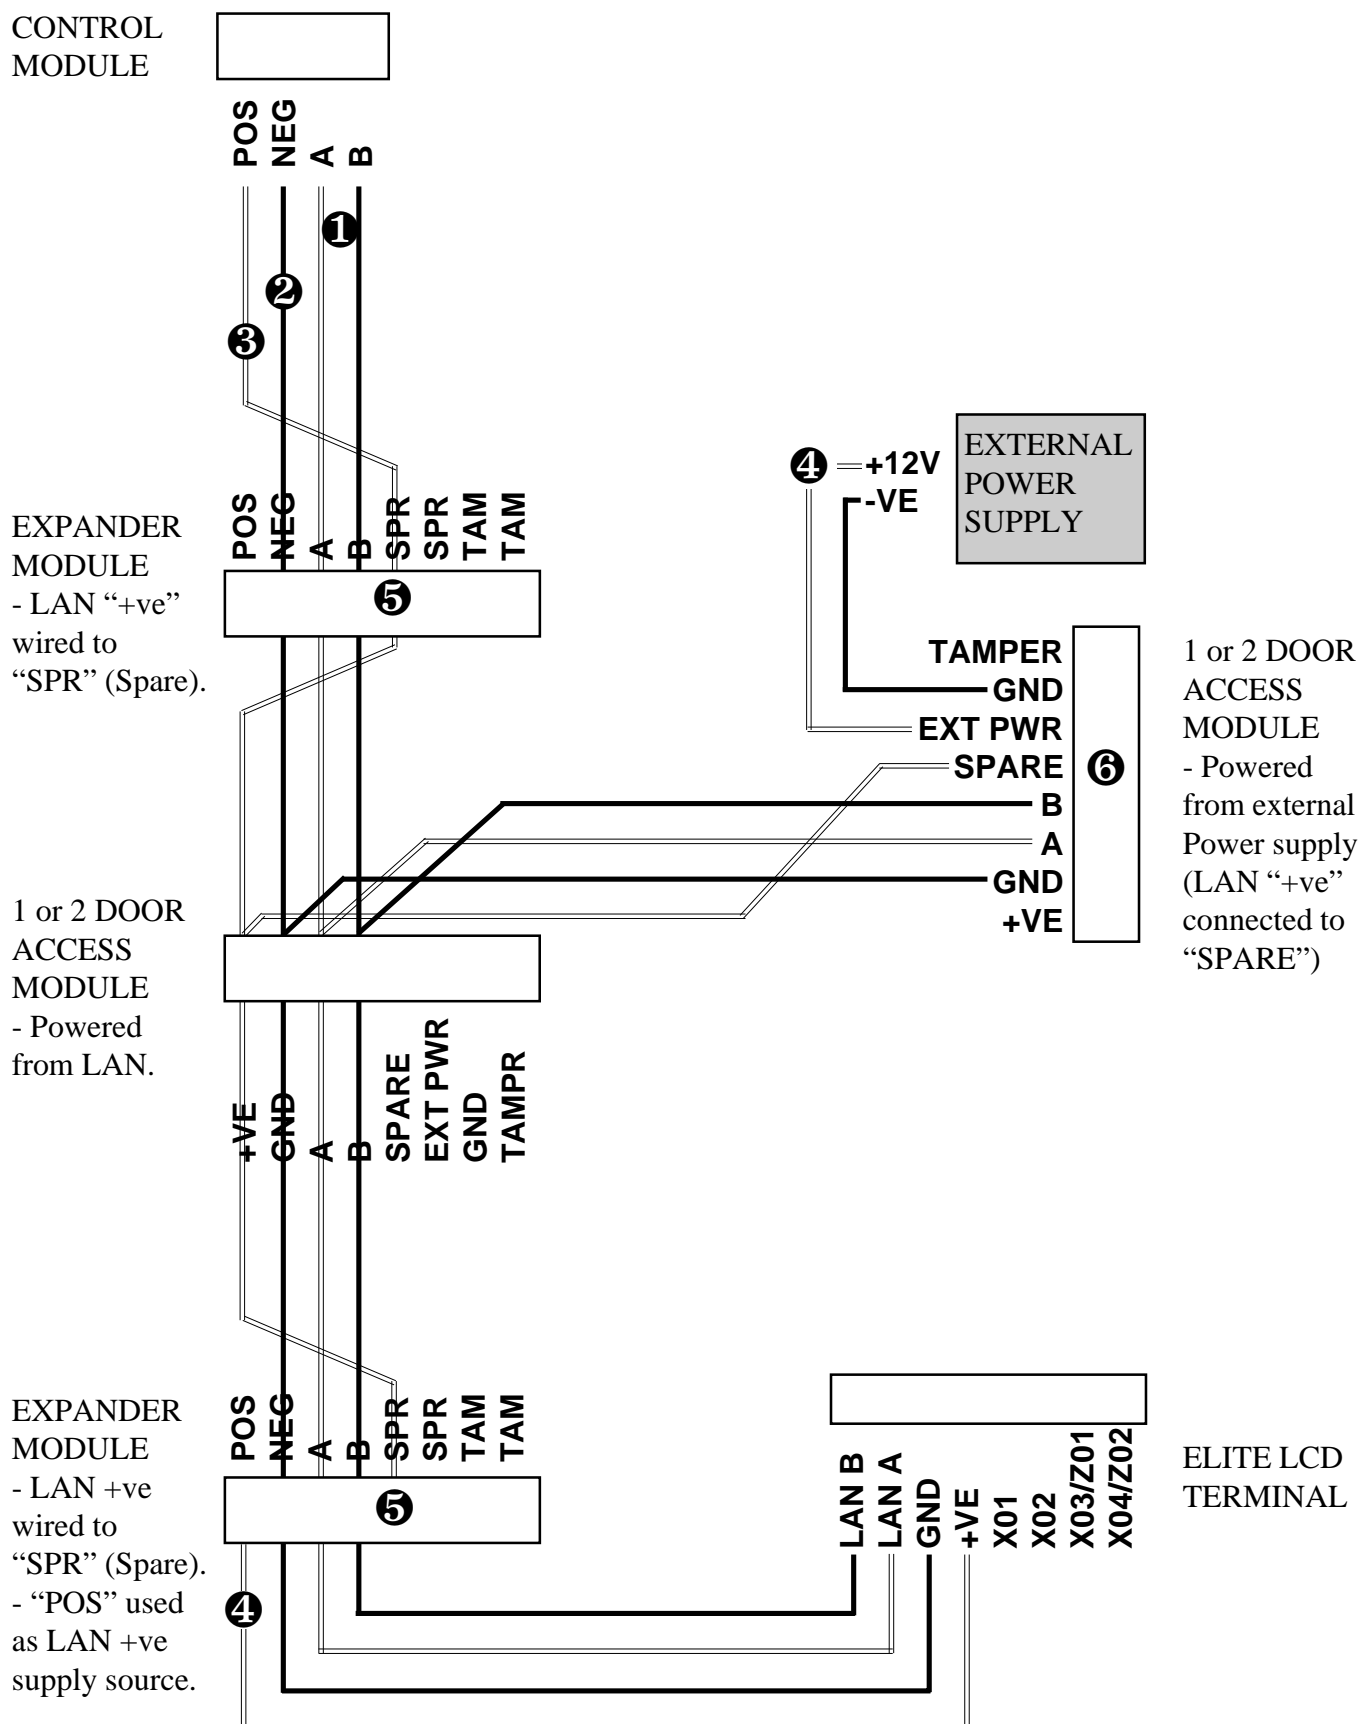 CONTROL
MODULE
POS
NEG
A
B
❶
❷
❸
EXPANDER
MODULE
- LAN “+ve”
wired to
“SPR” (Spare).
POS
NEG
A
B
SPR
SPR
TAM
TAM
❺
❹
+12V
-VE
EXTERNAL
POWER
SUPPLY
TAMPER
GND
EXT PWR
SPARE
B
A
GND
+VE
❻
1 or 2 DOOR
ACCESS
MODULE
- Powered
from external
Power supply
(LAN “+ve”
connected to
“SPARE”)
1 or 2 DOOR
ACCESS
MODULE
- Powered
from LAN.
+VE
GND
A
B
SPARE
EXT PWR
GND
TAMPR
EXPANDER
MODULE
- LAN +ve
wired to
“SPR” (Spare).
- “POS” used
as LAN +ve
supply source.
POS
NEG
A
B
SPR
SPR
TAM
TAM
❺
❹
LAN B
LAN A
GND
+VE
X01
X02
X03/Z01
X04/Z02
ELITE LCD
TERMINAL